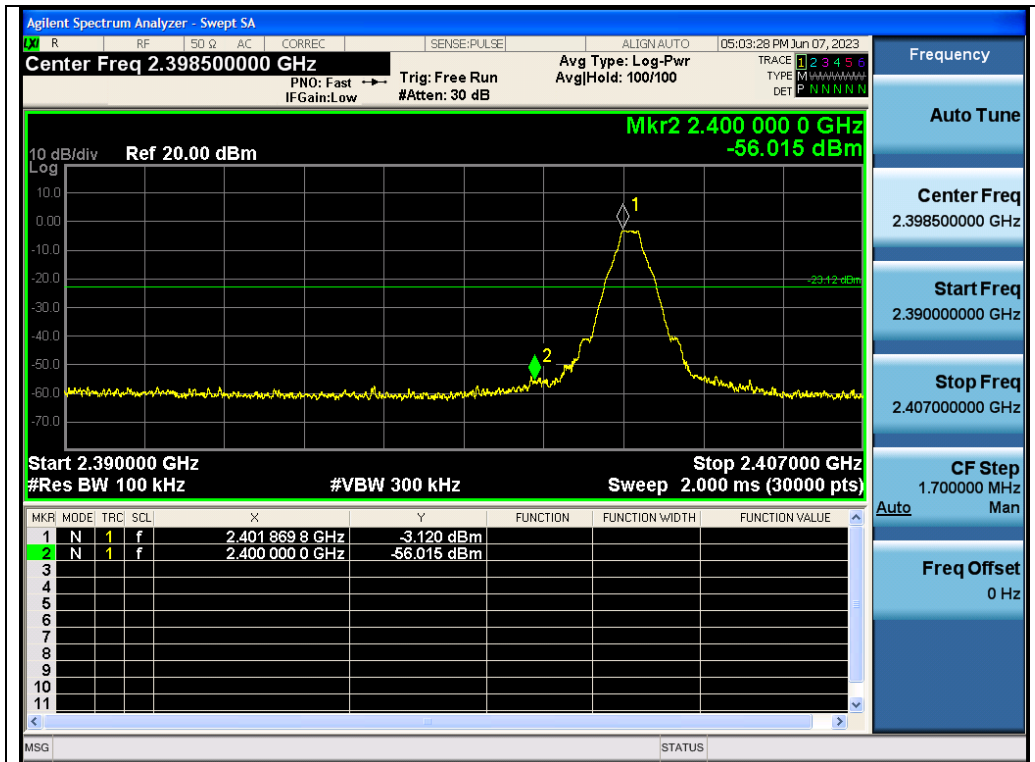 Agilent Spectrum Analyzer - Swept SA
LXI R RF 50 Ω AC CORREC SENSE:PULSE ALIGN AUTO 05:03:28 PM Jun 07, 2023
Center Freq 2.398500000 GHz
PNO: Fast
IFGain:Low
Trig: Free Run
#Atten: 30 dB
Avg Type: Log-Pwr
Avg|Hold: 100/100
TRACE 1 2 3 4 5 6
TYPE M W W W W W
DET P N N N N N
Mkr2 2.400 000 0 GHz
-56.015 dBm
10 dB/div Ref 20.00 dBm
Log
10.0
0.00
-10.0
-20.0
-30.0
-40.0
-50.0
-60.0
-70.0
1
-23.12 dBm
2
Start 2.390000 GHz Stop 2.407000 GHz
#Res BW 100 kHz #VBW 300 kHz Sweep 2.000 ms (30000 pts)
MKR MODE TRC SCL X Y FUNCTION FUNCTION WIDTH FUNCTION VALUE
1 N 1 f 2.401 869 8 GHz -3.120 dBm
2 N 1 f 2.400 000 0 GHz -56.015 dBm
3
4
5
6
7
8
9
10
11
MSG STATUS
Frequency
Auto Tune
Center Freq
2.398500000 GHz
Start Freq
2.390000000 GHz
Stop Freq
2.407000000 GHz
CF Step
1.700000 MHz
Auto Man
Freq Offset
0 Hz